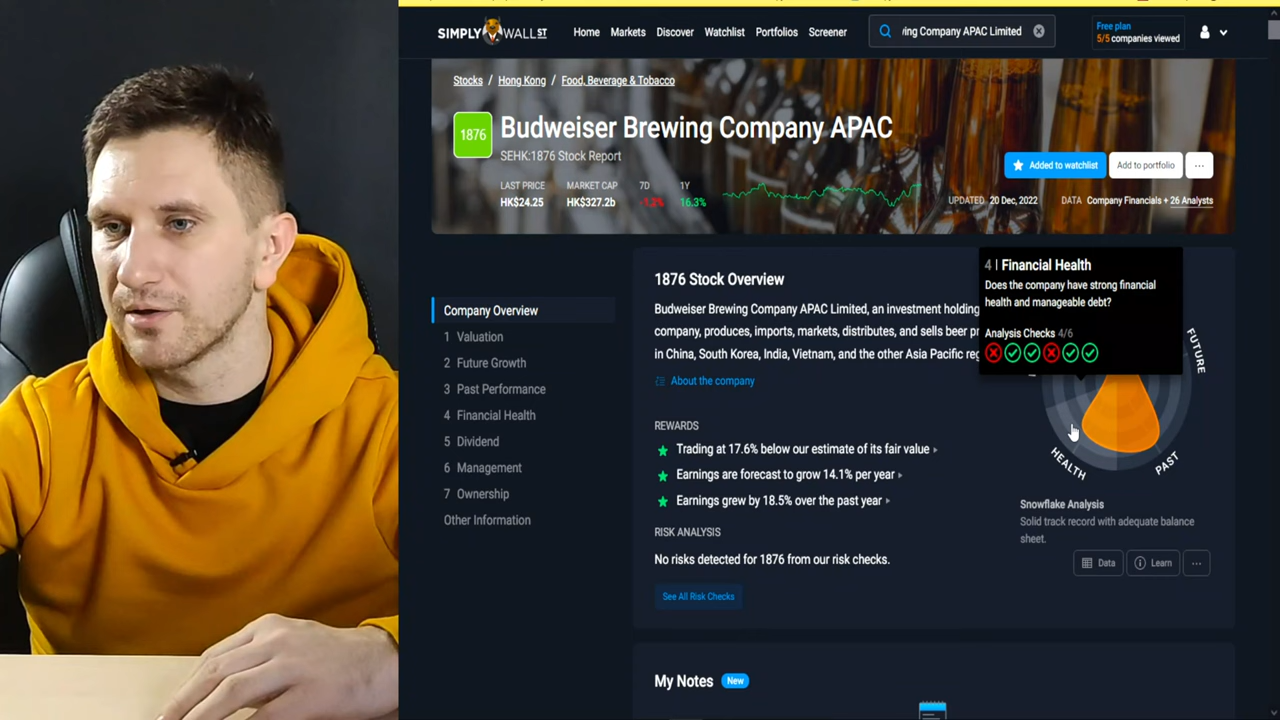 SIMPLY WALL ST
Home Markets Discover Watchlist Portfolios Screener
ing Company APAC Limited
Free plan
5/5 companies viewed
Stocks / Hong Kong / Food, Beverage & Tobacco
1876
Budweiser Brewing Company APAC
SEHK:1876 Stock Report
Added to watchlist
Add to portfolio
...
LAST PRICE MARKET CAP 7D 1Y
HK$24.25 HK$327.2b -1.2% 16.3%
UPDATED 20 Dec, 2022
DATA Company Financials + 26 Analysts
Company Overview
1 Valuation
2 Future Growth
3 Past Performance
4 Financial Health
5 Dividend
6 Management
7 Ownership
Other Information
1876 Stock Overview
Budweiser Brewing Company APAC Limited, an investment holding
company, produces, imports, markets, distributes, and sells beer pr
in China, South Korea, India, Vietnam, and the other Asia Pacific reg
About the company
REWARDS
Trading at 17.6% below our estimate of its fair value
Earnings are forecast to grow 14.1% per year
Earnings grew by 18.5% over the past year
RISK ANALYSIS
No risks detected for 1876 from our risk checks.
See All Risk Checks
4 | Financial Health
Does the company have strong financial
health and manageable debt?
Analysis Checks 4/6
FUTURE
HEALTH
PAST
Snowflake Analysis
Solid track record with adequate balance
sheet.
Data
Learn
...
My Notes
New